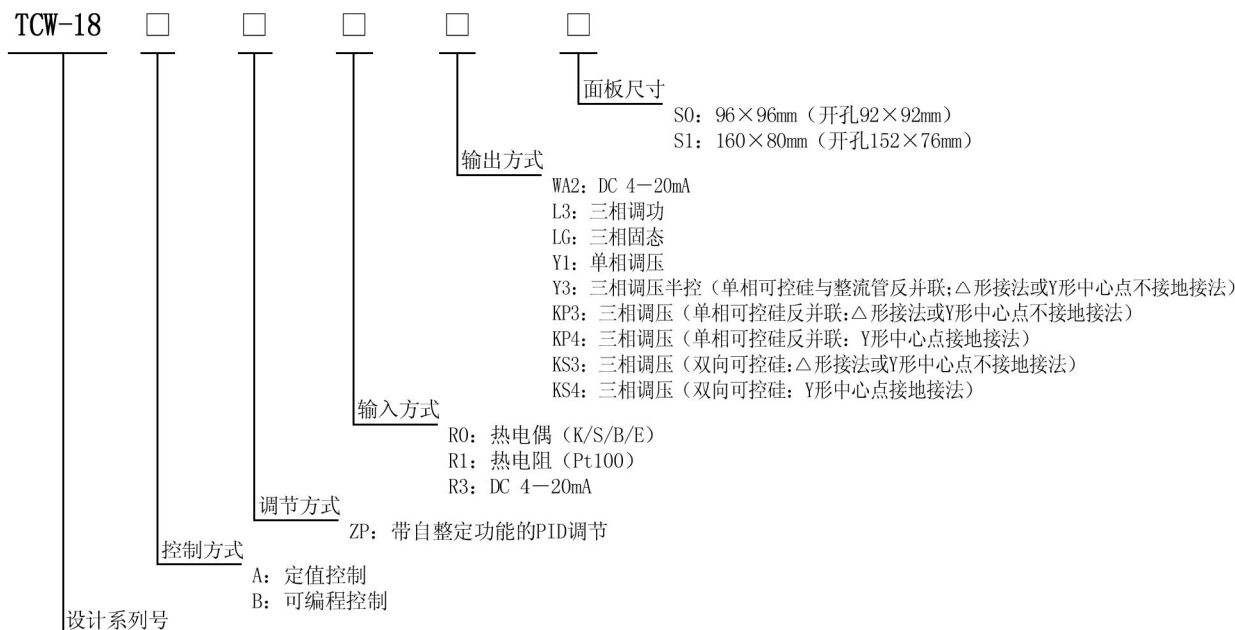 TCW-18 □ □ □ □ □
面板尺寸
S0: 96×96mm（开孔92×92mm）
S1: 160×80mm（开孔152×76mm）
输出方式
WA2: DC 4－20mA
L3: 三相调功
LG: 三相固态
Y1: 单相调压
Y3: 三相调压半控（单相可控硅与整流管反并联;△形接法或Y形中心点不接地接法）
KP3: 三相调压（单相可控硅反并联;△形接法或Y形中心点不接地接法）
KP4: 三相调压（单相可控硅反并联: Y形中心点接地接法）
KS3: 三相调压（双向可控硅;△形接法或Y形中心点不接地接法）
KS4: 三相调压（双向可控硅: Y形中心点接地接法）
输入方式
R0: 热电偶（K/S/B/E）
R1: 热电阻（Pt100）
R3: DC 4－20mA
调节方式
ZP: 带自整定功能的PID调节
控制方式
A: 定值控制
B: 可编程控制
设计系列号